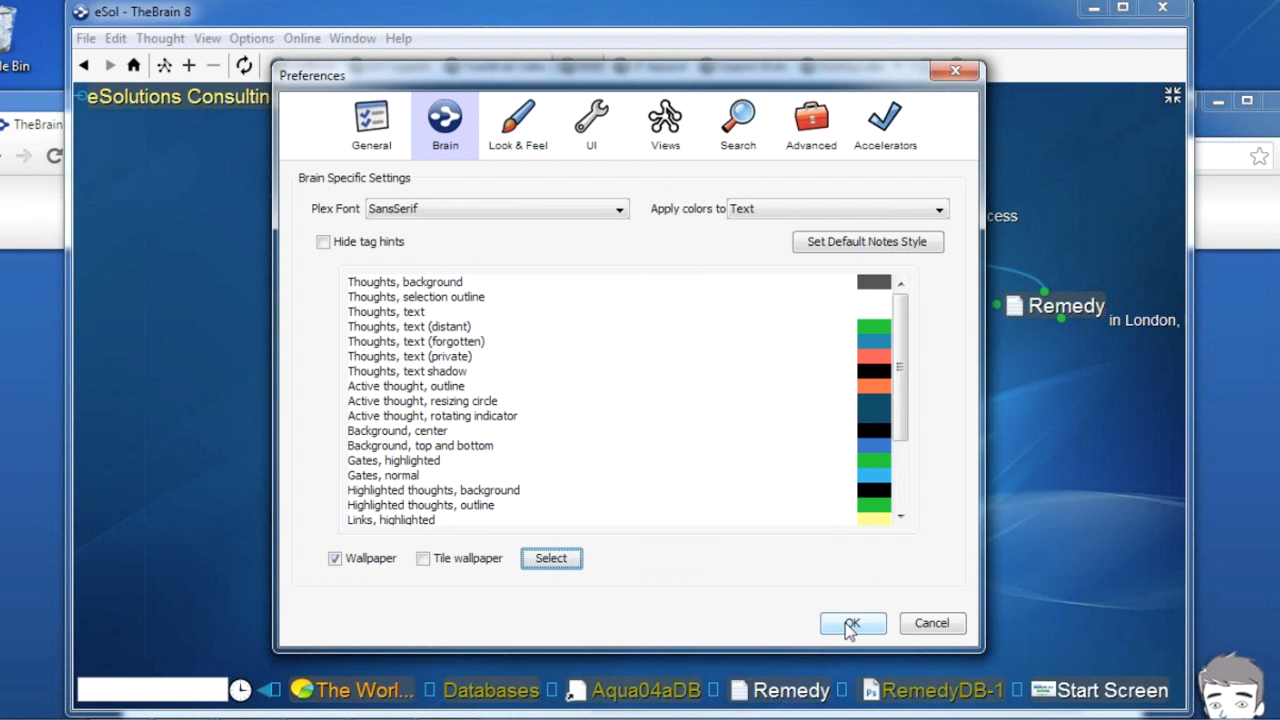 le Bin
eSol - TheBrain 8
File Edit Thought View Options Online Window Help
Preferences
eSolutions Consultin
TheBrain
General
Brain
Look & Feel
UI
Views
Search
Advanced
Accelerators
Brain Specific Settings
Plex Font SansSerif
Apply colors to Text
Hide tag hints
Set Default Notes Style
cess
Thoughts, background
Thoughts, selection outline
Thoughts, text
Thoughts, text (distant)
Thoughts, text (forgotten)
Thoughts, text (private)
Thoughts, text shadow
Active thought, outline
Active thought, resizing circle
Active thought, rotating indicator
Background, center
Background, top and bottom
Gates, highlighted
Gates, normal
Highlighted thoughts, background
Highlighted thoughts, outline
Links, highlighted
Remedy
in London,
Wallpaper
Tile wallpaper
Select
OK
Cancel
The Worl...
Databases
Aqua04aDB
Remedy
RemedyDB-1
Start Screen